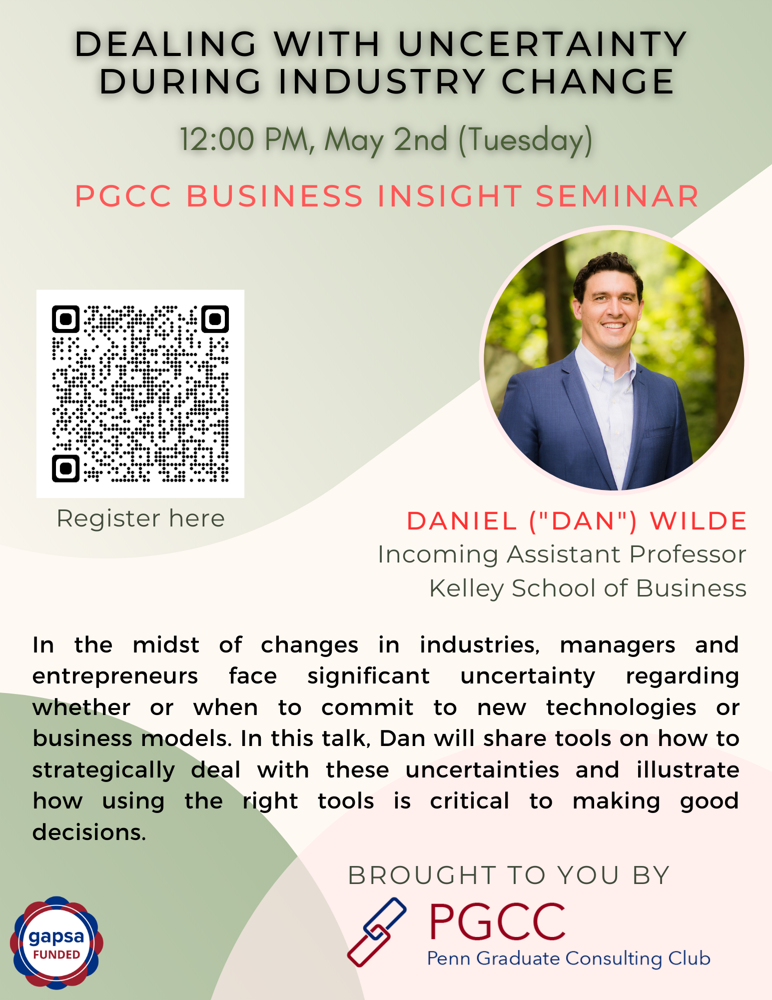 DEALING WITH UNCERTAINTY
DURING INDUSTRY CHANGE
12:00 PM, May 2nd (Tuesday)
PGCC BUSINESS INSIGHT SEMINAR
Register here
DANIEL ("DAN") WILDE
Incoming Assistant Professor
Kelley School of Business
In the midst of changes in industries, managers and
entrepreneurs face significant uncertainty regarding
whether or when to commit to new technologies or
business models. In this talk, Dan will share tools on how to
strategically deal with these uncertainties and illustrate
how using the right tools is critical to making good
decisions.
BROUGHT TO YOU BY
PGCC
Penn Graduate Consulting Club
gapsa
FUNDED